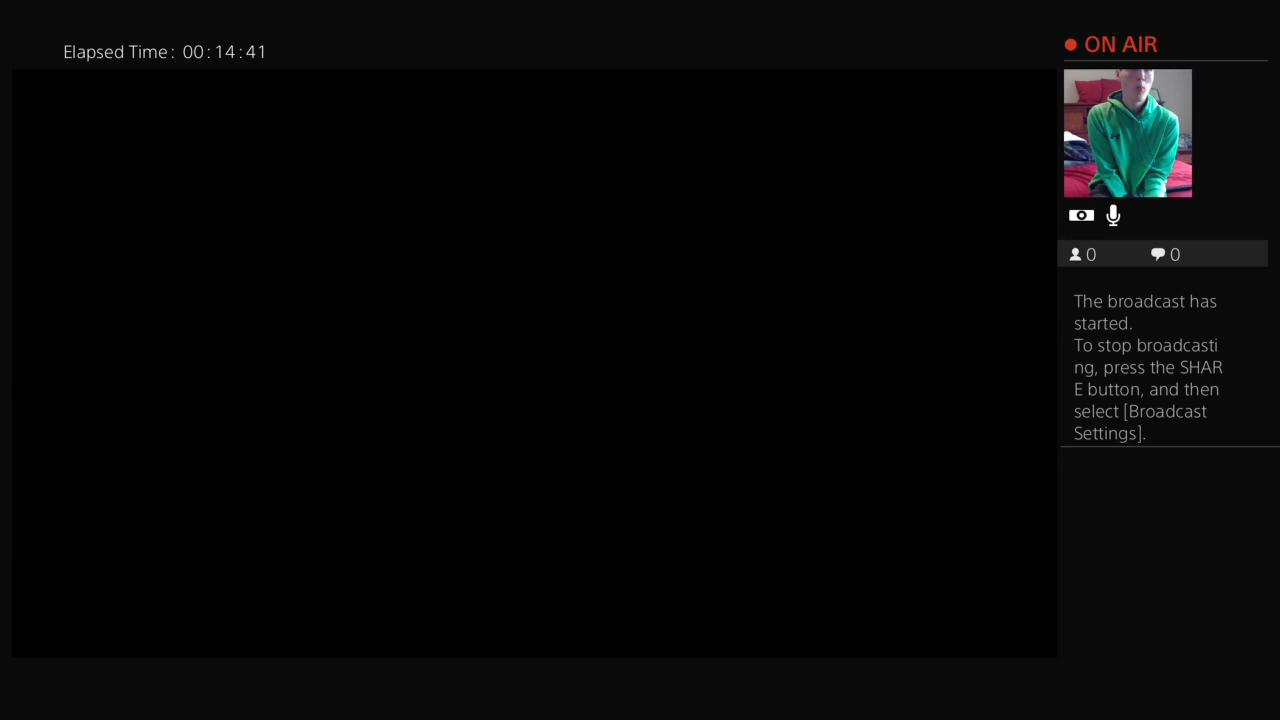 Elapsed Time: 00:14:41
ON AIR
0 0
The broadcast has
started.
To stop broadcasti
ng, press the SHAR
E button, and then
select [Broadcast
Settings].